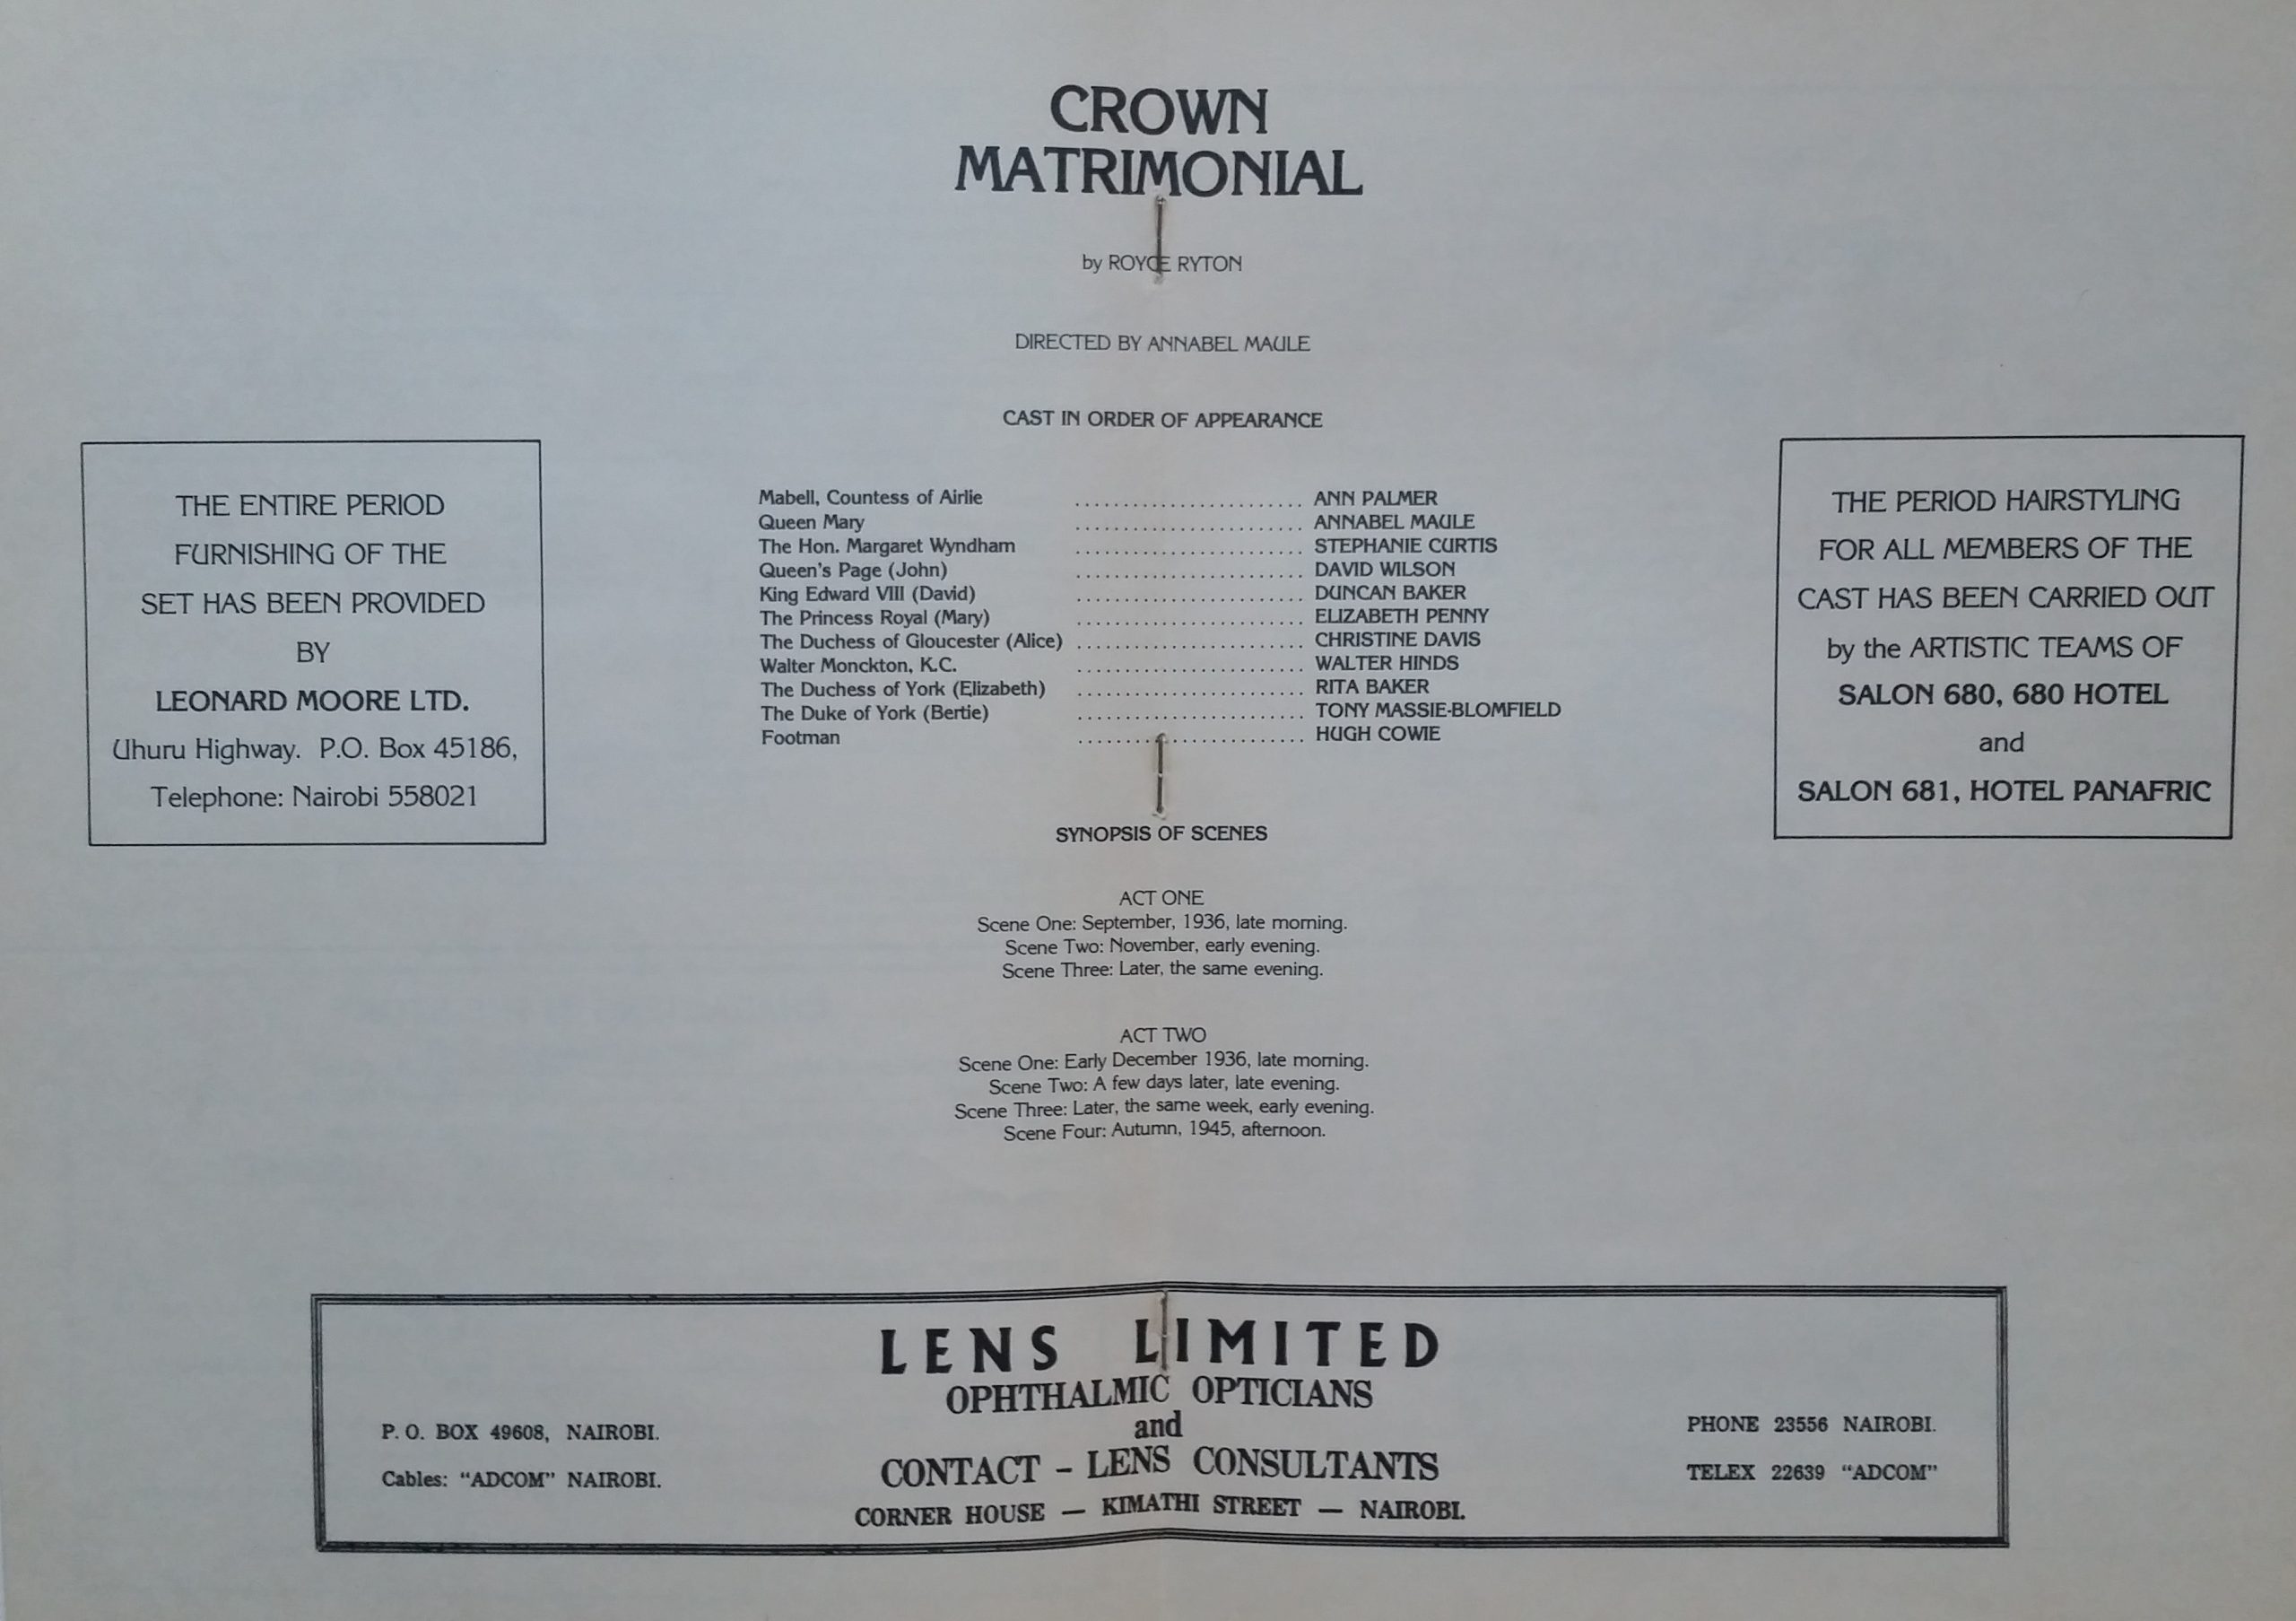 CROWN
MATRIMONIAL
by ROYCE RYTON
DIRECTED BY ANNABEL MAULE
CAST IN ORDER OF APPEARANCE
Mabell, Countess of Airlie ........................ ANN PALMER
Queen Mary ........................ ANNABEL MAULE
The Hon. Margaret Wyndham ........................ STEPHANIE CURTIS
Queen's Page (John) ........................ DAVID WILSON
King Edward VIII (David) ........................ DUNCAN BAKER
The Princess Royal (Mary) ........................ ELIZABETH PENNY
The Duchess of Gloucester (Alice) ........................ CHRISTINE DAVIS
Walter Monckton, K.C. ........................ WALTER HINDS
The Duchess of York (Elizabeth) ........................ RITA BAKER
The Duke of York (Bertie) ........................ TONY MASSIE-BLOMFIELD
Footman ........................ HUGH COWIE
THE ENTIRE PERIOD
FURNISHING OF THE
SET HAS BEEN PROVIDED
BY
LEONARD MOORE LTD.
Uhuru Highway. P.O. Box 45186,
Telephone: Nairobi 558021
THE PERIOD HAIRSTYLING
FOR ALL MEMBERS OF THE
CAST HAS BEEN CARRIED OUT
by the ARTISTIC TEAMS OF
SALON 680, 680 HOTEL
and
SALON 681, HOTEL PANAFRIC
SYNOPSIS OF SCENES
ACT ONE
Scene One: September, 1936, late morning.
Scene Two: November, early evening.
Scene Three: Later, the same evening.
ACT TWO
Scene One: Early December 1936, late morning.
Scene Two: A few days later, late evening.
Scene Three: Later, the same week, early evening.
Scene Four: Autumn, 1945, afternoon.
LENS LIMITED
OPHTHALMIC OPTICIANS
and
CONTACT - LENS CONSULTANTS
CORNER HOUSE — KIMATHI STREET — NAIROBI.
P. O. BOX 49608, NAIROBI.
Cables: "ADCOM" NAIROBI.
PHONE 23556 NAIROBI.
TELEX 22639 "ADCOM"